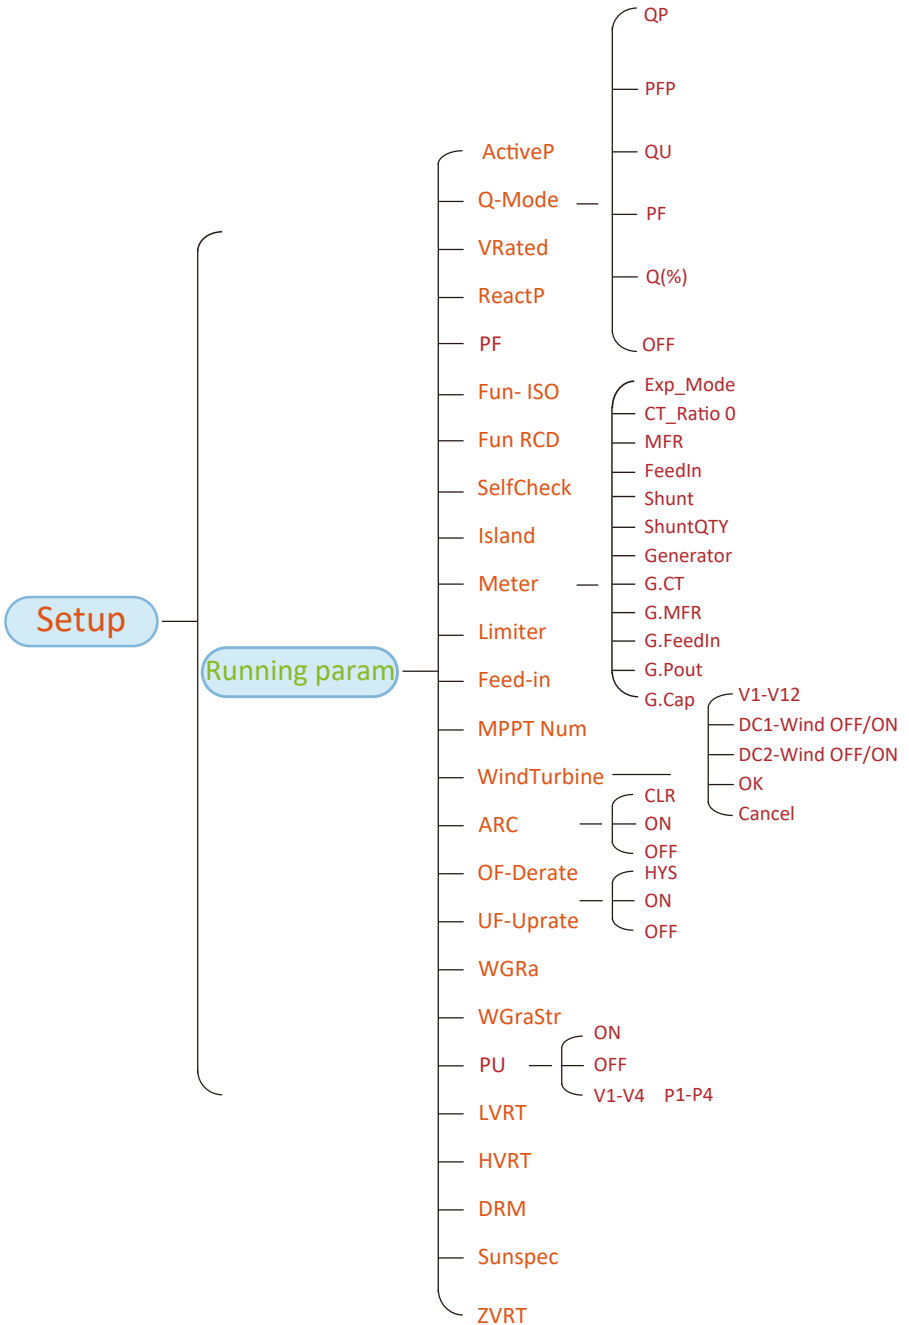 Setup
Running param
ActiveP
Q-Mode
QP
PFP
QU
PF
Q(%)
OFF
VRated
ReactP
PF
Fun- ISO
Fun RCD
SelfCheck
Island
Meter
Exp_Mode
CT_Ratio 0
MFR
FeedIn
Shunt
ShuntQTY
Generator
G.CT
G.MFR
G.FeedIn
G.Pout
G.Cap
Limiter
Feed-in
MPPT Num
WindTurbine
V1-V12
DC1-Wind OFF/ON
DC2-Wind OFF/ON
OK
Cancel
ARC
CLR
ON
OFF
OF-Derate
UF-Uprate
HYS
ON
OFF
WGRa
WGraStr
PU
ON
OFF
V1-V4 P1-P4
LVRT
HVRT
DRM
Sunspec
ZVRT